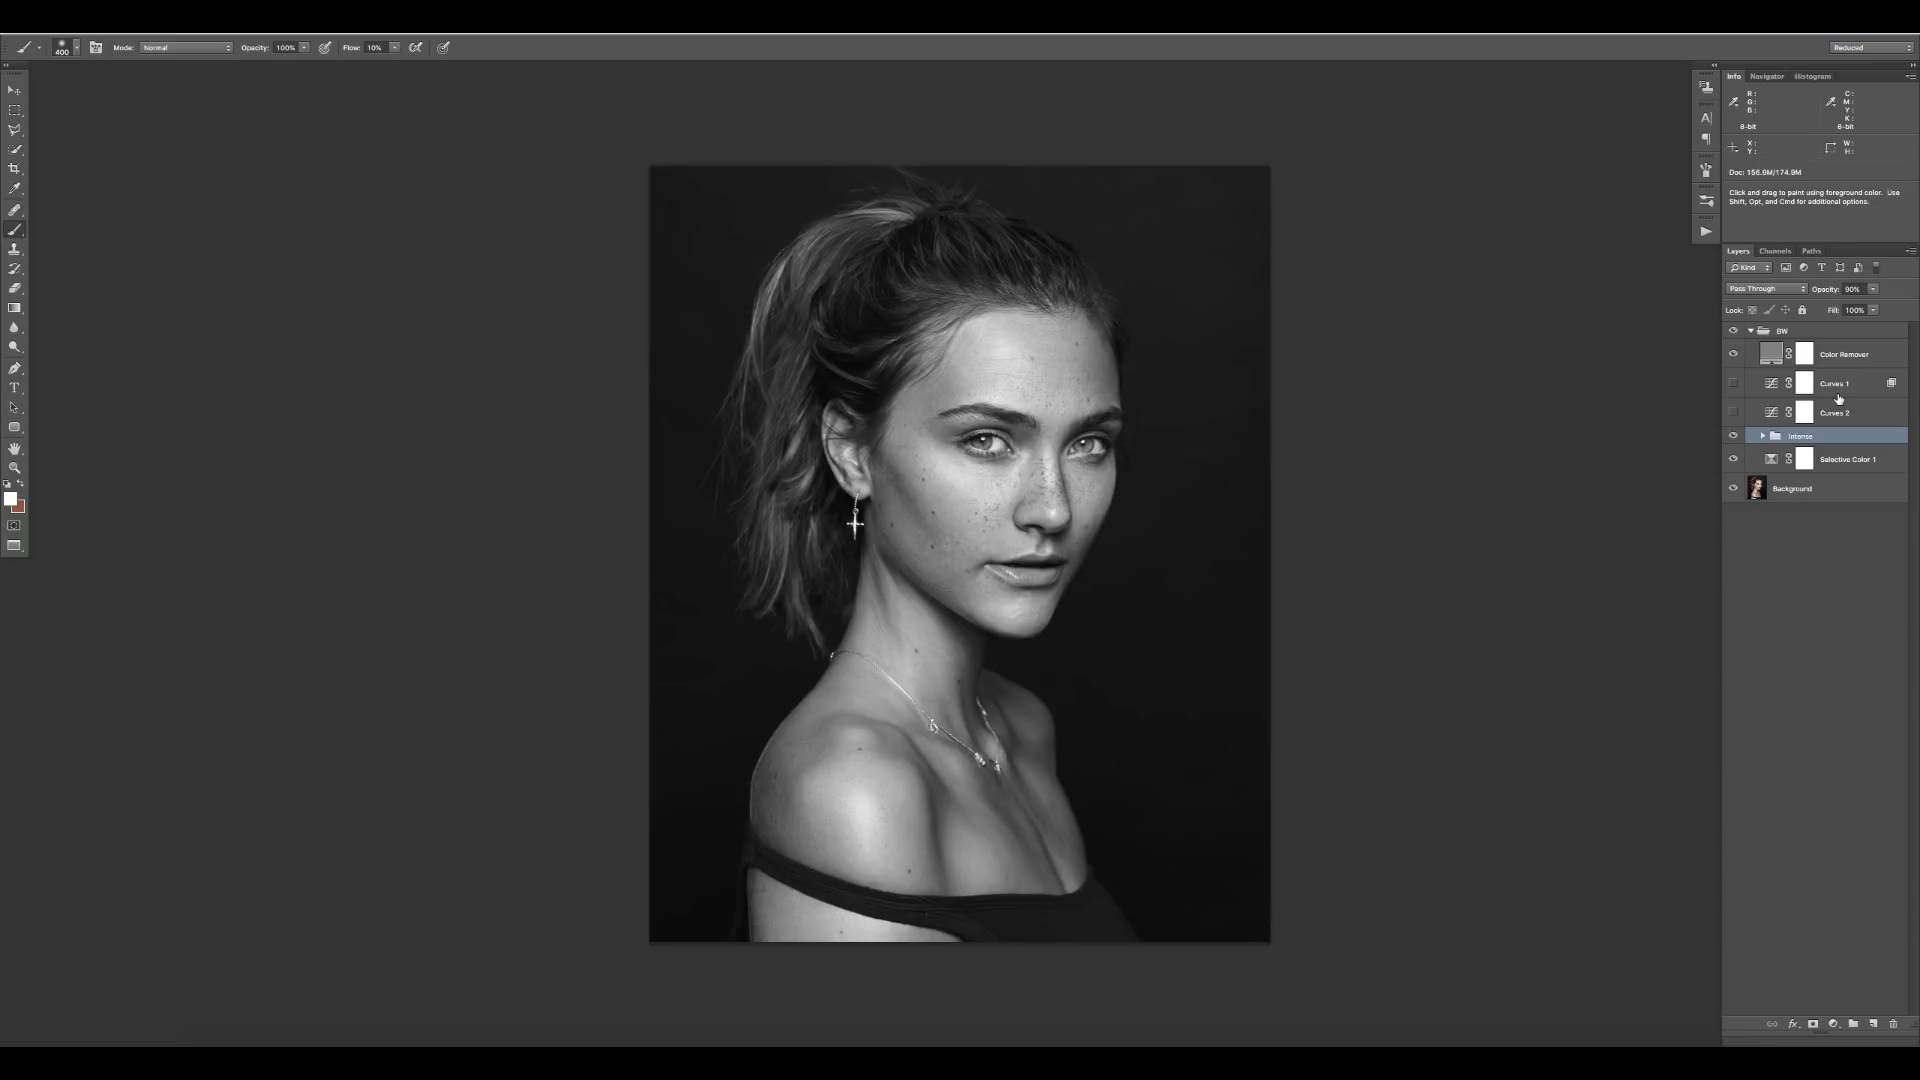 400 Mode: Normal Opacity: 100% Flow: 10% Reduced
Info Navigator Histogram
R: C:
G: M:
B: Y:
K:
8-bit 8-bit
X: W:
Y: H:
Doc: 156.9M/174.9M
Click and drag to paint using foreground color. Use
Shift, Opt, and Cmd for additional options.
Layers Channels Paths
Kind T
Pass Through Opacity: 90%
Lock: Fill: 100%
BW
Color Remover
Curves 1
Curves 2
Intense
Selective Color 1
Background
fx